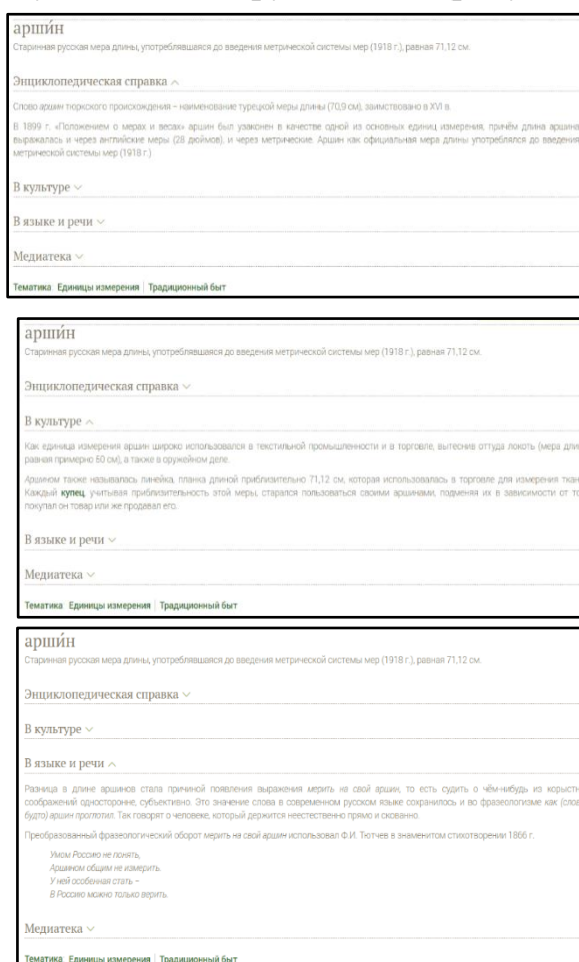 арши́н
Старинная русская мера длины, употреблявшаяся до введения метрической системы мер (1918 г.), равная 71,12 см.
Энциклопедическая справка
Слово аршин тюркского происхождения – наименование турецкой меры длины (70,9 см), заимствовано в XVI в.
В 1899 г. «Положением о мерах и весах» аршин был узаконен в качестве одной из основных единиц измерения, причём длина аршина
выражалась и через английские меры (28 дюймов), и через метрические. Аршин как официальная мера длины употреблялся до введения
метрической системы мер (1918 г.)
В культуре
В языке и речи
Медиатека
Тематика Единицы измерения | Традиционный быт
арши́н
Старинная русская мера длины, употреблявшаяся до введения метрической системы мер (1918 г.), равная 71,12 см.
Энциклопедическая справка
В культуре
Как единица измерения аршин широко использовался в текстильной промышленности и в торговле, вытеснив оттуда локоть (мера дли
равная примерно 50 см), а также в оружейном деле.
Аршином также называлась линейка, планка длиной приблизительно 71,12 см, которая использовалась в торговле для измерения ткан
Каждый купец, учитывая приблизительность этой меры, старался пользоваться своими аршинами, подменяя их в зависимости от то
покупал он товар или же продавал его.
В языке и речи
Медиатека
Тематика Единицы измерения | Традиционный быт
арши́н
Старинная русская мера длины, употреблявшаяся до введения метрической системы мер (1918 г.), равная 71,12 см.
Энциклопедическая справка
В культуре
В языке и речи
Разница в длине аршинов стала причиной появления выражения мерить на свой аршин, то есть судить о чём-нибудь из корыстн
соображений односторонне, субъективно. Это значение слова в современном русском языке сохранилось и во фразеологизме как (слов
будто) аршин проглотил. Так говорят о человеке, который держится неестественно прямо и скованно.
Преобразованный фразеологический оборот мерить на свой аршин использовал Ф.И. Тютчев в знаменитом стихотворении 1866 г.
Умом Россию не понять,
Аршином общим не измерить.
У ней особенная стать –
В Россию можно только верить.
Медиатека
Тематика Единицы измерения | Традиционный быт